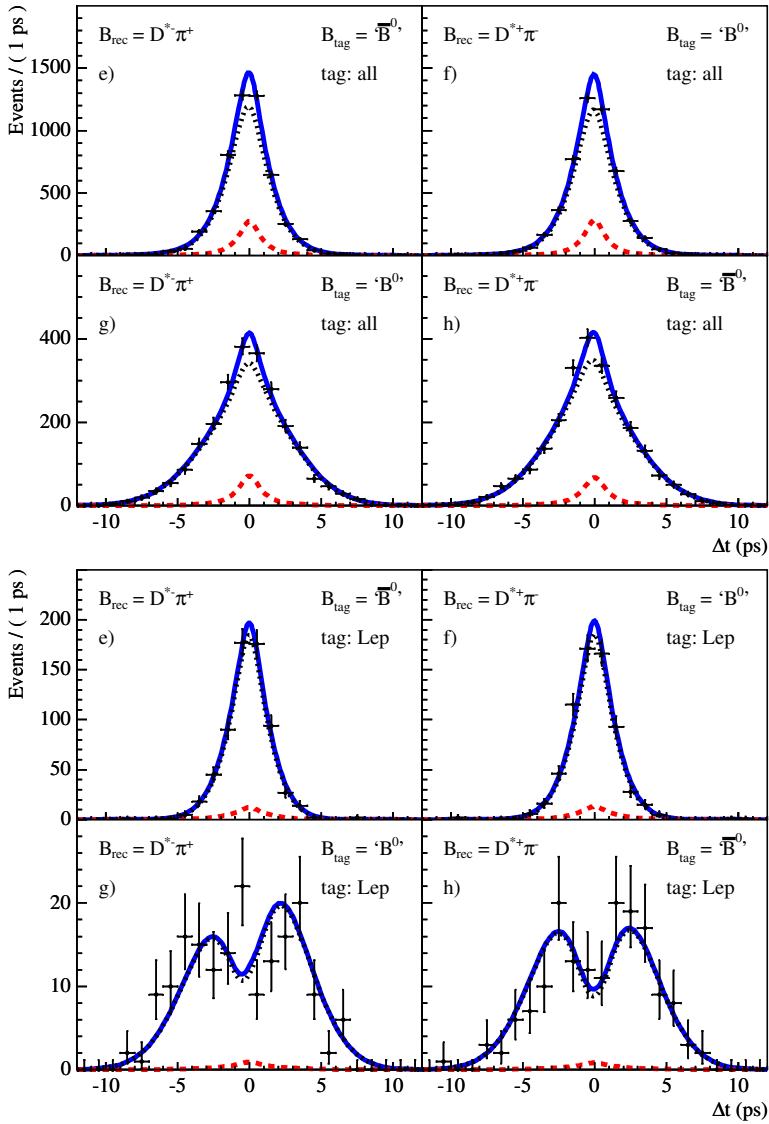 Events / ( 1 ps )
B_rec = D*-π+ B_tag = ‘B̅0’
e) tag: all
B_rec = D*+π- B_tag = ‘B0’
f) tag: all
1500
1000
500
0
B_rec = D*-π+ B_tag = ‘B0’
g) tag: all
B_rec = D*+π- B_tag = ‘B̅0’
h) tag: all
400
200
0
-10 -5 0 5 10 -10 -5 0 5 10
Δt (ps)
Events / ( 1 ps )
B_rec = D*-π+ B_tag = ‘B̅0’
e) tag: Lep
B_rec = D*+π- B_tag = ‘B0’
f) tag: Lep
200
150
100
50
0
B_rec = D*-π+ B_tag = ‘B0’
g) tag: Lep
B_rec = D*+π- B_tag = ‘B̅0’
h) tag: Lep
20
10
0
-10 -5 0 5 10 -10 -5 0 5 10
Δt (ps)